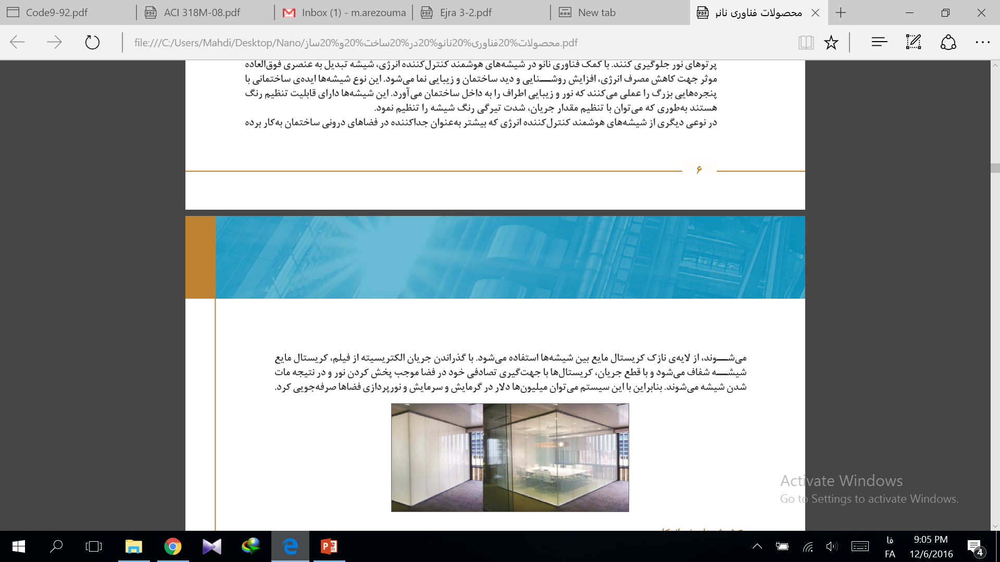 Code9-92.pdf
ACI 318M-08.pdf
Inbox (1) - m.arezouma
Ejra 3-2.pdf
New tab
محصولات فناوری نانو
file:///C:/Users/Mahdi/Desktop/Nano/محصولات%20فناوری%20نانو%20در%20ساخت%20و%20ساز.pdf
پرتوهای نور جلوگیری کنند. با کمک فناوری نانو در شیشه‌های هوشمند کنترل‌کننده انرژی، شیشه تبدیل به عنصری فوق‌العاده
موثر جهت کاهش مصرف انرژی، افزایش روشـــنایی و دید ساختمان و زیبایی نما می‌شود. این نوع شیشه‌ها ایده‌ی ساختمانی با
پنجره‌هایی بزرگ را عملی می‌کنند که نور و زیبایی اطراف را به داخل ساختمان می‌آورد. این شیشه‌ها دارای قابلیت تنظیم رنگ
هستند به‌طوری که می‌توان با تنظیم مقدار جریان، شدت تیرگی رنگ شیشه را تنظیم نمود.
در نوعی دیگری از شیشه‌های هوشمند کنترل‌کننده انرژی که بیشتر به‌عنوان جداکننده در فضاهای درونی ساختمان به‌کار برده
۶
می‌شـــوند، از لایه‌ی نازک کریستال مایع بین شیشه‌ها استفاده می‌شود. با گذراندن جریان الکتریسیته از فیلم، کریستال مایع
شیشـــه شفاف می‌شود و با قطع جریان، کریستال‌ها با جهت‌گیری تصادفی خود در فضا موجب پخش کردن نور و در نتیجه مات
شدن شیشه می‌شوند. بنابراین با این سیستم می‌توان میلیون‌ها دلار در گرمایش و سرمایش و نورپردازی فضاها صرفه‌جویی کرد.
Activate Windows
Go to Settings to activate Windows.
فا
FA
9:05 PM
12/6/2016
4